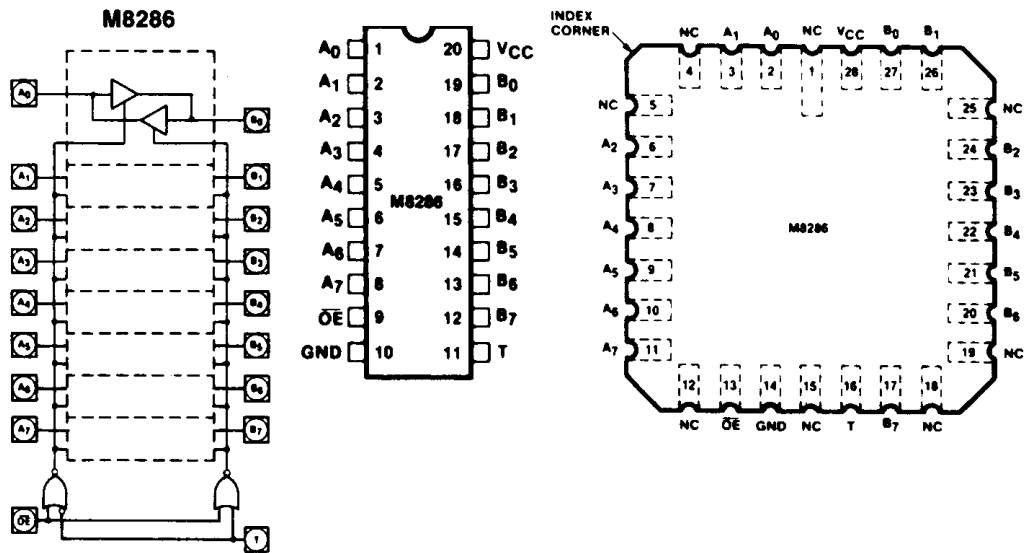 M8286
A0 B0
A1 B1
A2 B2
A3 B3
A4 B4
A5 B5
A6 B6
A7 B7
O̅E̅
T
A0 1 20 VCC
A1 2 19 B0
A2 3 18 B1
A3 4 17 B2
A4 5 16 B3
M8286
A5 6 15 B4
A6 7 14 B5
A7 8 13 B6
O̅E̅ 9 12 B7
GND 10 11 T
INDEX
CORNER
NC A1 A0 NC VCC B0 B1
4 3 2 1 28 27 26
NC 5 25 NC
A2 6 24 B2
A3 7 23 B3
A4 8 M8286 22 B4
A5 9 21 B5
A6 10 20 B6
A7 11 19 NC
12 13 14 15 16 17 18
NC O̅E̅ GND NC T B7 NC